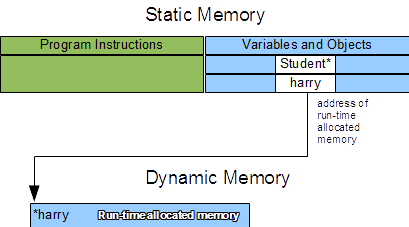 Static Memory
Program Instructions
Variables and Objects
Student*
harry
address of
run-time
allocated
memory
Dynamic Memory
*harry Run-time allocated memory